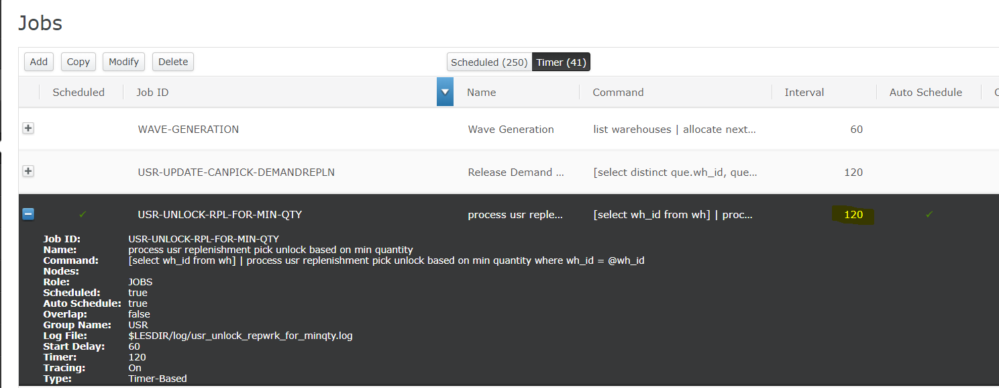 Jobs
Add Copy Modify Delete Scheduled (250) Timer (41)
Scheduled Job ID Name Command Interval Auto Schedule
WAVE-GENERATION Wave Generation list warehouses | allocate next... 60
USR-UPDATE-CANPICK-DEMANDREPLN Release Demand ... [select distinct que.wh_id, que... 120
USR-UNLOCK-RPL-FOR-MIN-QTY process usr reple... [select wh_id from wh] | proc... 120
Job ID: USR-UNLOCK-RPL-FOR-MIN-QTY
Name: process usr replenishment pick unlock based on min quantity
Command: [select wh_id from wh] | process usr replenishment pick unlock based on min quantity where wh_id = @wh_id
Nodes:
Role: JOBS
Scheduled: true
Auto Schedule: true
Overlap: false
Group Name: USR
Log File: $LESDIR/log/usr_unlock_repwrk_for_minqty.log
Start Delay: 60
Timer: 120
Tracing: On
Type: Timer-Based